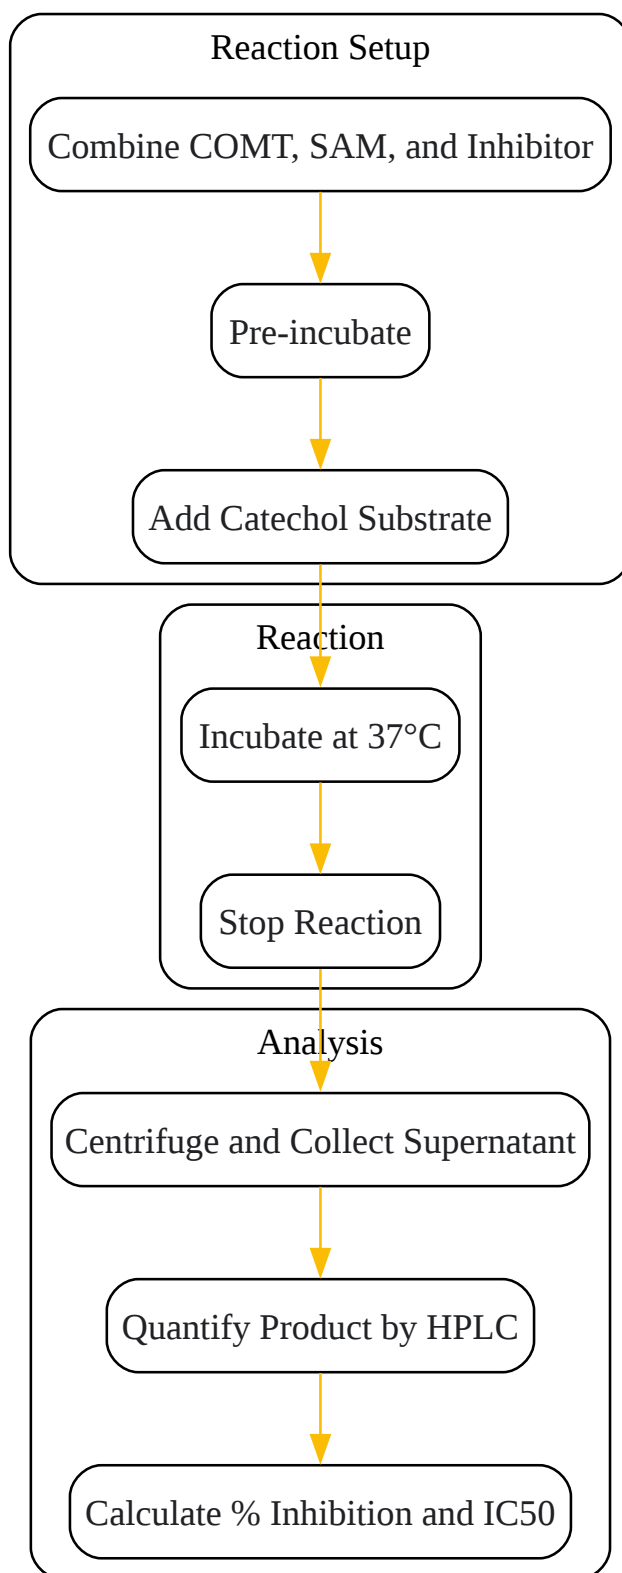 Reaction Setup
Combine COMT, SAM, and Inhibitor
Pre-incubate
Add Catechol Substrate
Reaction
Incubate at 37°C
Stop Reaction
Analysis
Centrifuge and Collect Supernatant
Quantify Product by HPLC
Calculate % Inhibition and IC50